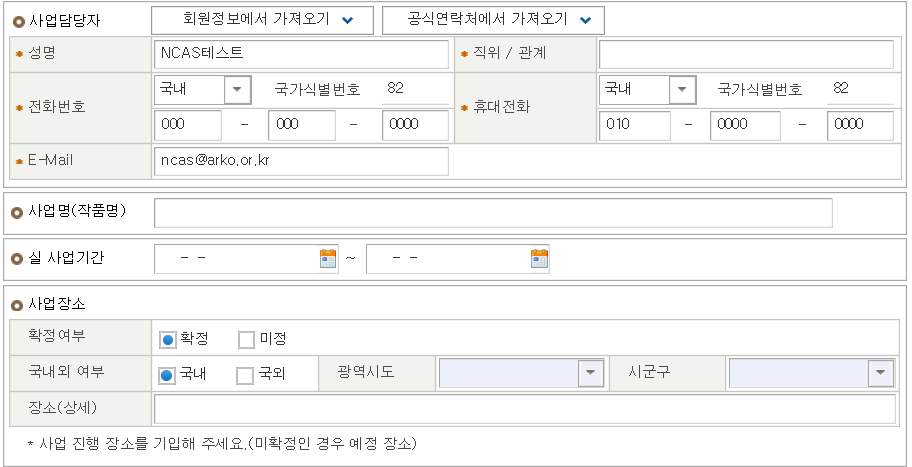 사업담당자 회원정보에서 가져오기 공식연락처에서 가져오기
성명 NCAS테스트 직위 / 관계
전화번호 국내 국가식별번호 82 휴대전화 국내 국가식별번호 82
000 - 000 - 0000 010 - 0000 - 0000
E-Mail ncas@arko.or.kr
사업명(작품명)
실 사업기간 - - ~ - -
사업장소
확정여부 확정 미정
국내외 여부 국내 국외 광역시도 시군구
장소(상세)
* 사업 진행 장소를 기입해 주세요.(미확정인 경우 예정 장소)